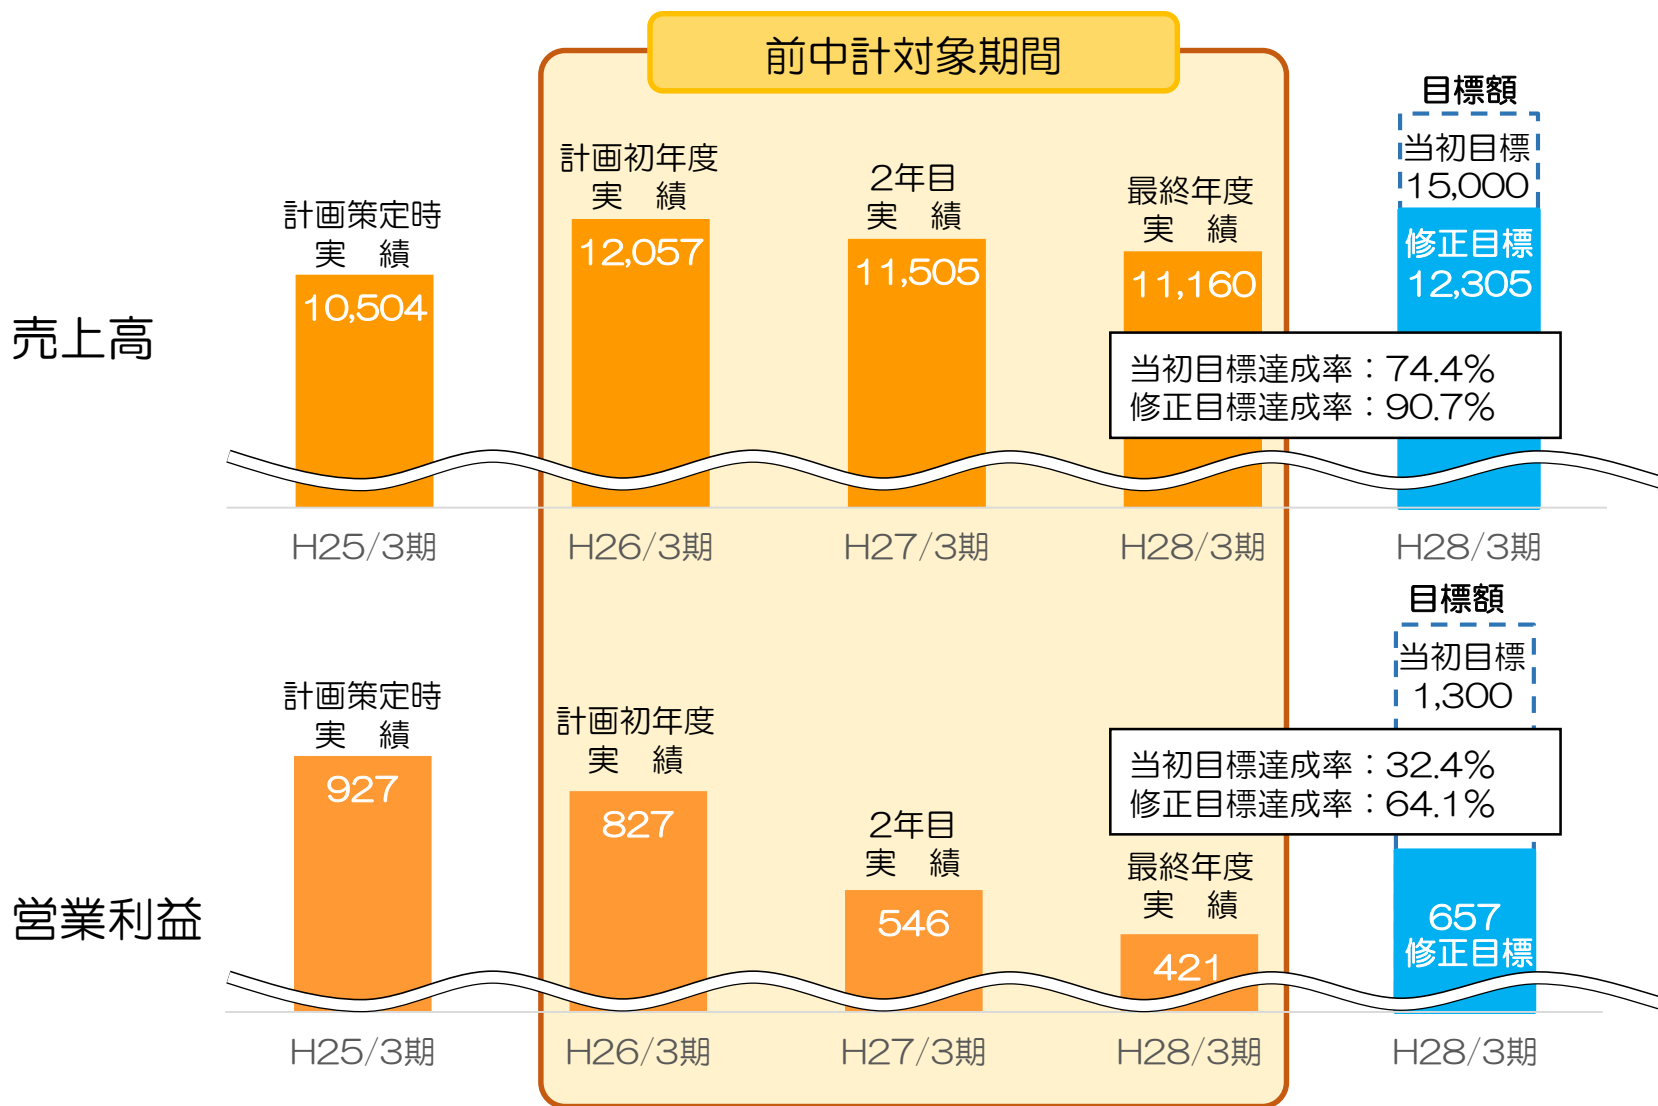 前中計対象期間
目標額
当初目標
15,000
計画初年度
実　績
2年目
実　績
最終年度
実　績
計画策定時
実　績
修正目標
12,305
12,057
11,505
11,160
10,504
売上高
当初目標達成率：74.4%
修正目標達成率：90.7%
H25/3期
H26/3期
H27/3期
H28/3期
H28/3期
目標額
当初目標
1,300
計画策定時
実　績
計画初年度
実　績
当初目標達成率：32.4%
修正目標達成率：64.1%
927
827
2年目
実　績
最終年度
実　績
営業利益
546
421
657
修正目標
H25/3期
H26/3期
H27/3期
H28/3期
H28/3期